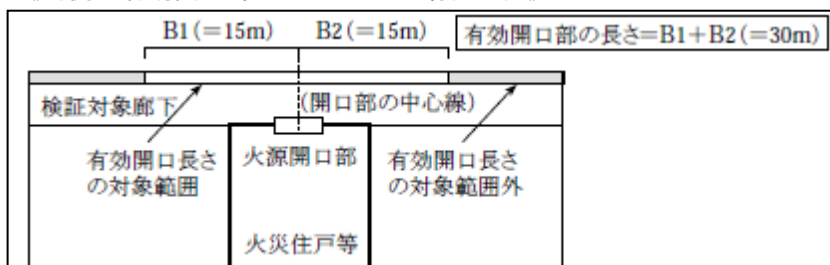 B1(=15m)
B2(=15m)
有効開口部の長さ=B1+B2(=30m)
検証対象廊下
(開口部の中心線)
有効開口長さ
の対象範囲
火源開口部
有効開口長さ
の対象範囲外
火災住戸等